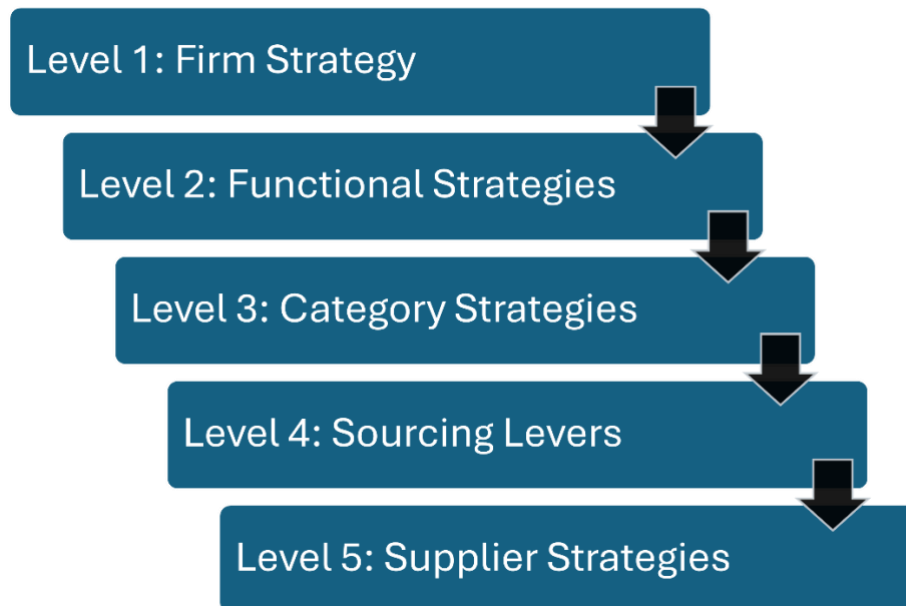 Level 1: Firm Strategy
Level 2: Functional Strategies
Level 3: Category Strategies
Level 4: Sourcing Levers
Level 5: Supplier Strategies